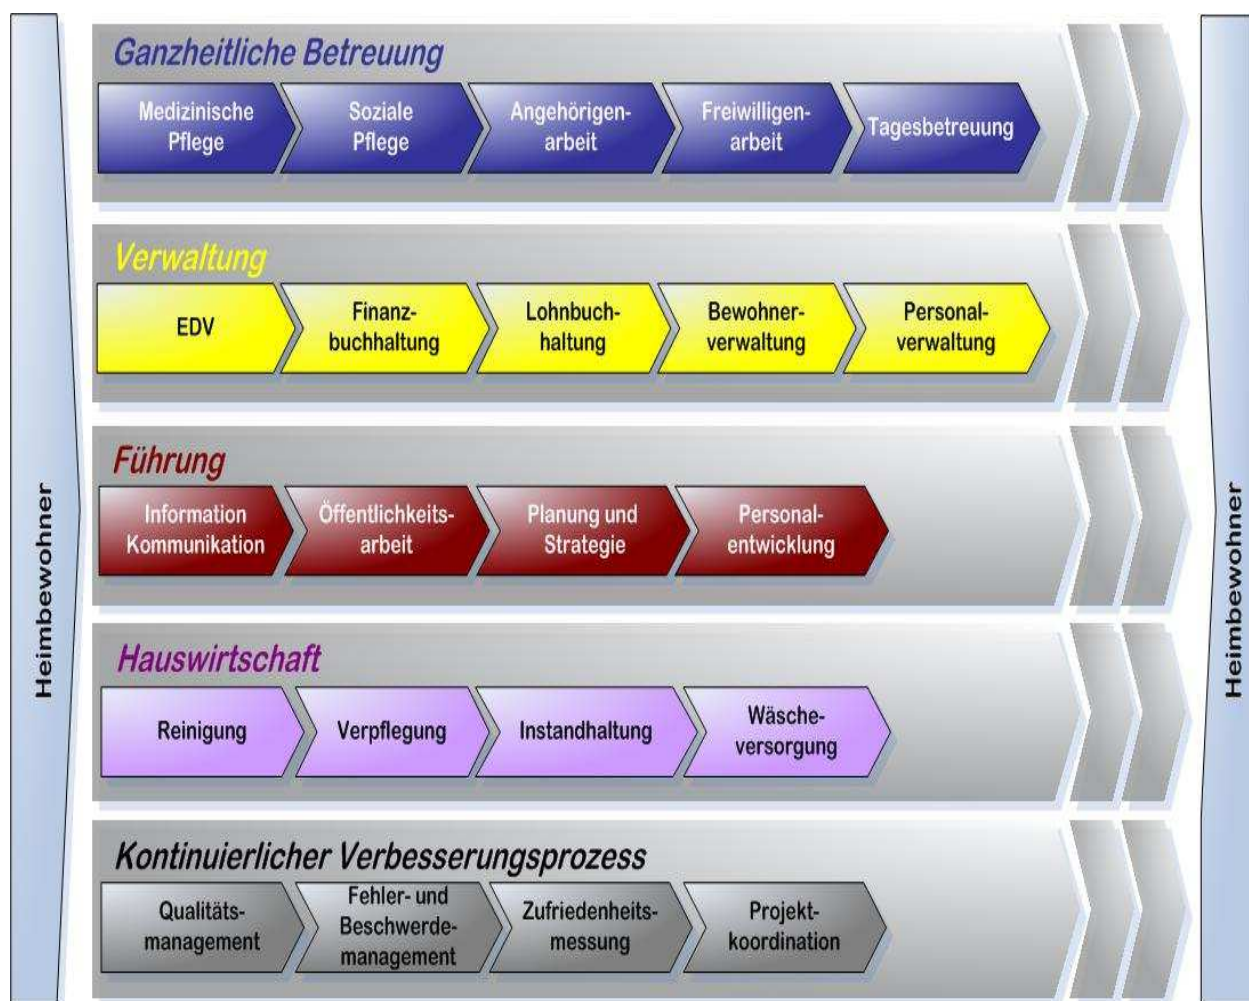 Heimbewohner
Ganzheitliche Betreuung
Medizinische
Pflege
Soziale
Pflege
Angehörigen-
arbeit
Freiwilligen-
arbeit
Tagesbetreuung
Verwaltung
EDV
Finanz-
buchhaltung
Lohnbuch-
haltung
Bewohner-
verwaltung
Personal-
verwaltung
Führung
Information
Kommunikation
Öffentlichkeits-
arbeit
Planung und
Strategie
Personal-
entwicklung
Hauswirtschaft
Reinigung
Verpflegung
Instandhaltung
Wäsche-
versorgung
Kontinuierlicher Verbesserungsprozess
Qualitäts-
management
Fehler- und
Beschwerde-
management
Zufriedenheits-
messung
Projekt-
koordination
Heimbewohner